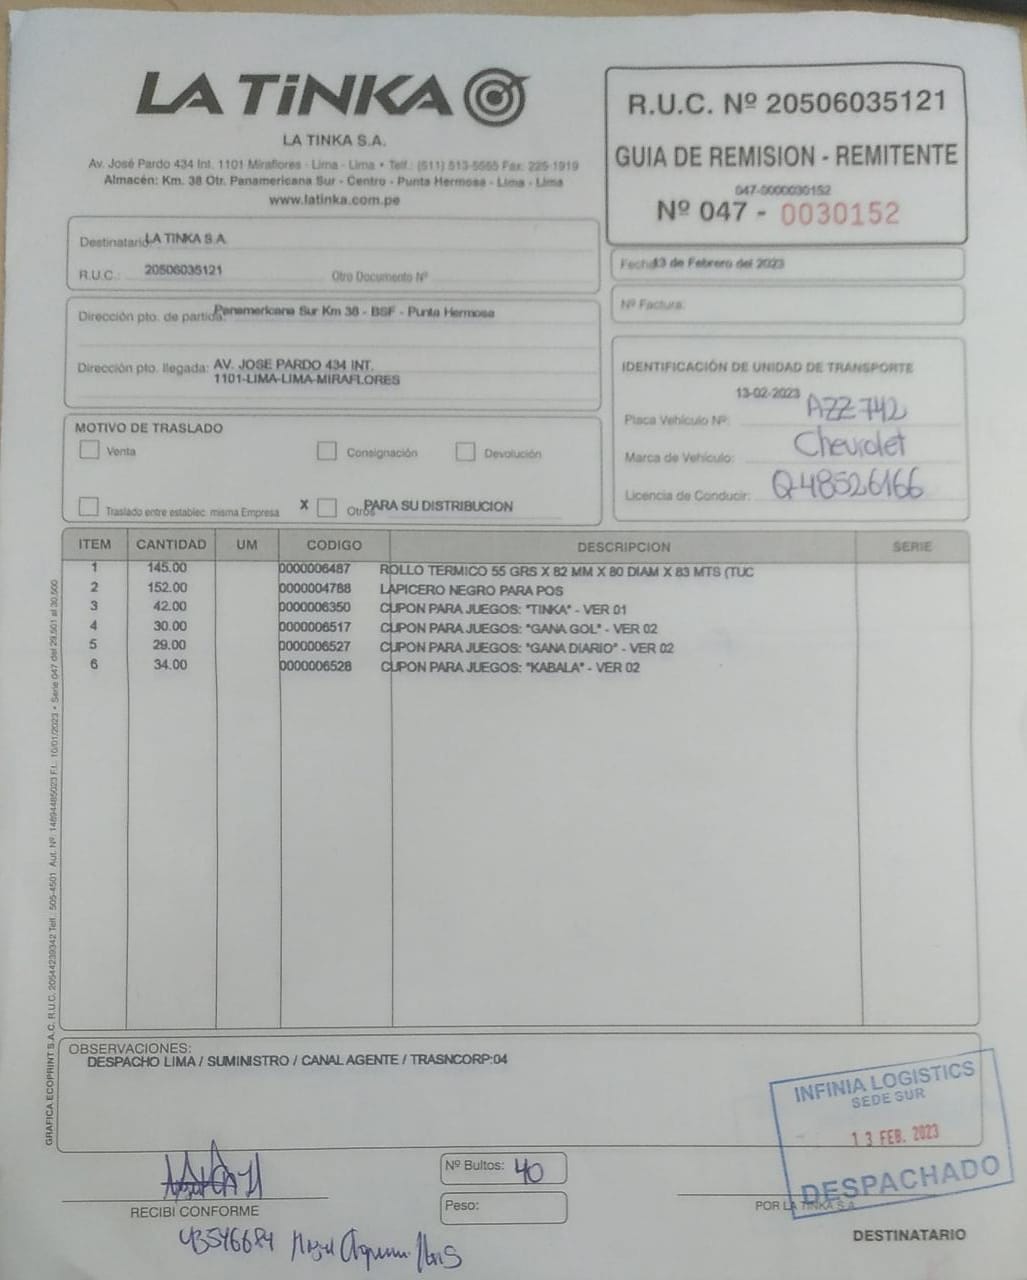 LA TiNKA
LA TINKA S.A.
Av. José Pardo 434 Int. 1101 Miraflores - Lima - Lima • Telf.: (511) 513-5555 Fax: 225-1919
Almacén: Km. 38 Otr. Panamericana Sur - Centro - Punta Hermosa - Lima - Lima
www.latinka.com.pe
R.U.C. Nº 20506035121
GUIA DE REMISION - REMITENTE
047-0000030152
Nº 047 - 0030152
Destinatario: LA TINKA S.A.
R.U.C.: 20506035121 Otro Documento Nº
Fecha: 13 de Febrero del 2023
Nº Factura:
Dirección pto. de partida: Panamericana Sur Km 38 - BSF - Punta Hermosa
Dirección pto. llegada: AV. JOSE PARDO 434 INT.
1101-LIMA-LIMA-MIRAFLORES
IDENTIFICACIÓN DE UNIDAD DE TRANSPORTE
13-02-2023
Placa Vehículo Nº: AZZ 742
Marca de Vehículo: Chevrolet
Licencia de Conducir: Q48526166
MOTIVO DE TRASLADO
Venta Consignación Devolución
Traslado entre establec. misma Empresa X Otros PARA SU DISTRIBUCION
ITEM CANTIDAD UM CODIGO DESCRIPCION SERIE
1 145.00 0000006487 ROLLO TERMICO 55 GRS X 82 MM X 80 DIAM X 83 MTS (TUC
2 152.00 0000004788 LAPICERO NEGRO PARA POS
3 42.00 0000006350 CUPON PARA JUEGOS: "TINKA" - VER 01
4 30.00 0000006517 CUPON PARA JUEGOS: "GANA GOL" - VER 02
5 29.00 0000006527 CUPON PARA JUEGOS: "GANA DIARIO" - VER 02
6 34.00 0000006528 CUPON PARA JUEGOS: "KABALA" - VER 02
GRAFICA ECOPRINT S.A.C. R.U.C. 20544239342 Telf.: 505-4501 Aut. Nº. 14894485023 F.I.: 10/01/2023 • Serie 047 del 29,501 al 30,500
OBSERVACIONES:
DESPACHO LIMA / SUMINISTRO / CANAL AGENTE / TRASNCORP:04
INFINIA LOGISTICS
SEDE SUR
13 FEB. 2023
DESPACHADO
Nº Bultos: 40
Peso:
RECIBI CONFORME
POR LA TINKA S.A.
DESTINATARIO